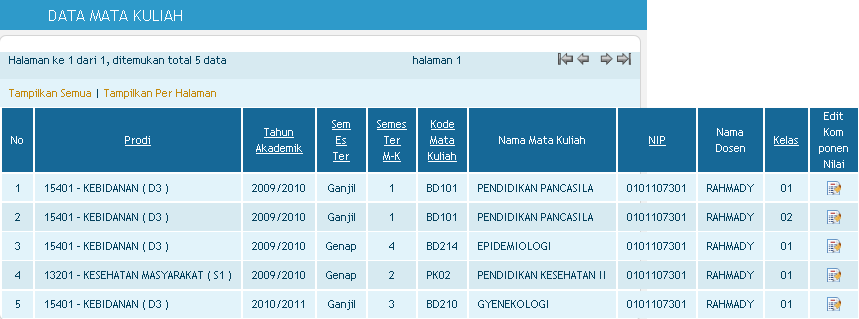 DATA MATA KULIAH
Halaman ke 1 dari 1, ditemukan total 5 data halaman 1
Tampilkan Semua | Tampilkan Per Halaman
No Prodi Tahun Akademik Sem Es Ter Semes Ter M-K Kode Mata Kuliah Nama Mata Kuliah NIP Nama Dosen Kelas Edit Kom ponen Nilai
1 15401 - KEBIDANAN ( D3 ) 2009/2010 Ganjil 1 BD101 PENDIDIKAN PANCASILA 0101107301 RAHMADY 01
2 15401 - KEBIDANAN ( D3 ) 2009/2010 Ganjil 1 BD101 PENDIDIKAN PANCASILA 0101107301 RAHMADY 02
3 15401 - KEBIDANAN ( D3 ) 2009/2010 Genap 4 BD214 EPIDEMIOLOGI 0101107301 RAHMADY 01
4 13201 - KESEHATAN MASYARAKAT ( S1 ) 2009/2010 Genap 2 PK02 PENDIDIKAN KESEHATAN II 0101107301 RAHMADY 01
5 15401 - KEBIDANAN ( D3 ) 2010/2011 Ganjil 3 BD210 GYENEKOLOGI 0101107301 RAHMADY 01